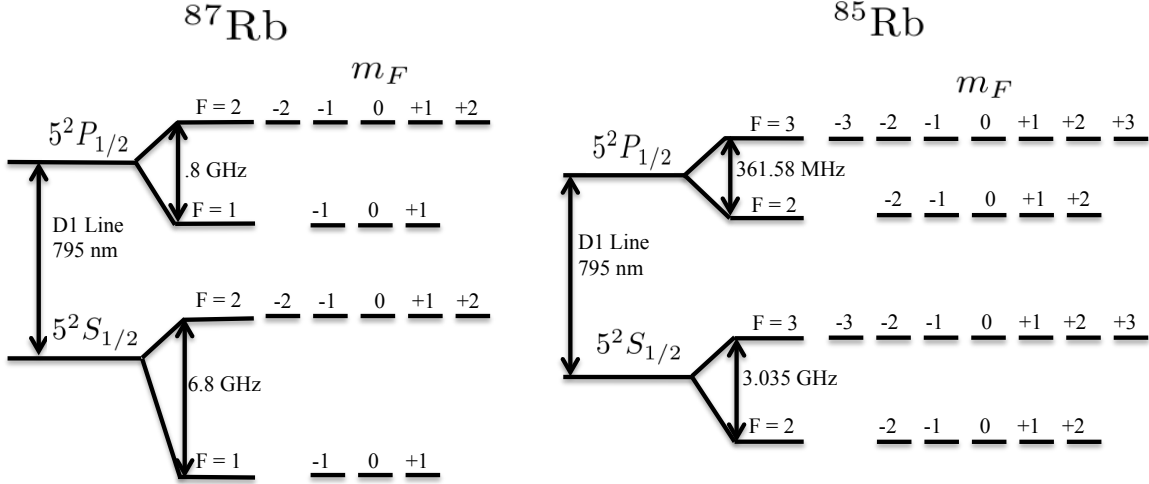 ⁸⁷Rb
m_F
F = 2 -2 -1 0 +1 +2
5²P₁/₂
.8 GHz
F = 1 -1 0 +1
D1 Line
795 nm
F = 2 -2 -1 0 +1 +2
5²S₁/₂
6.8 GHz
F = 1 -1 0 +1
⁸⁵Rb
m_F
F = 3 -3 -2 -1 0 +1 +2 +3
5²P₁/₂
361.58 MHz
F = 2 -2 -1 0 +1 +2
D1 Line
795 nm
F = 3 -3 -2 -1 0 +1 +2 +3
5²S₁/₂
3.035 GHz
F = 2 -2 -1 0 +1 +2